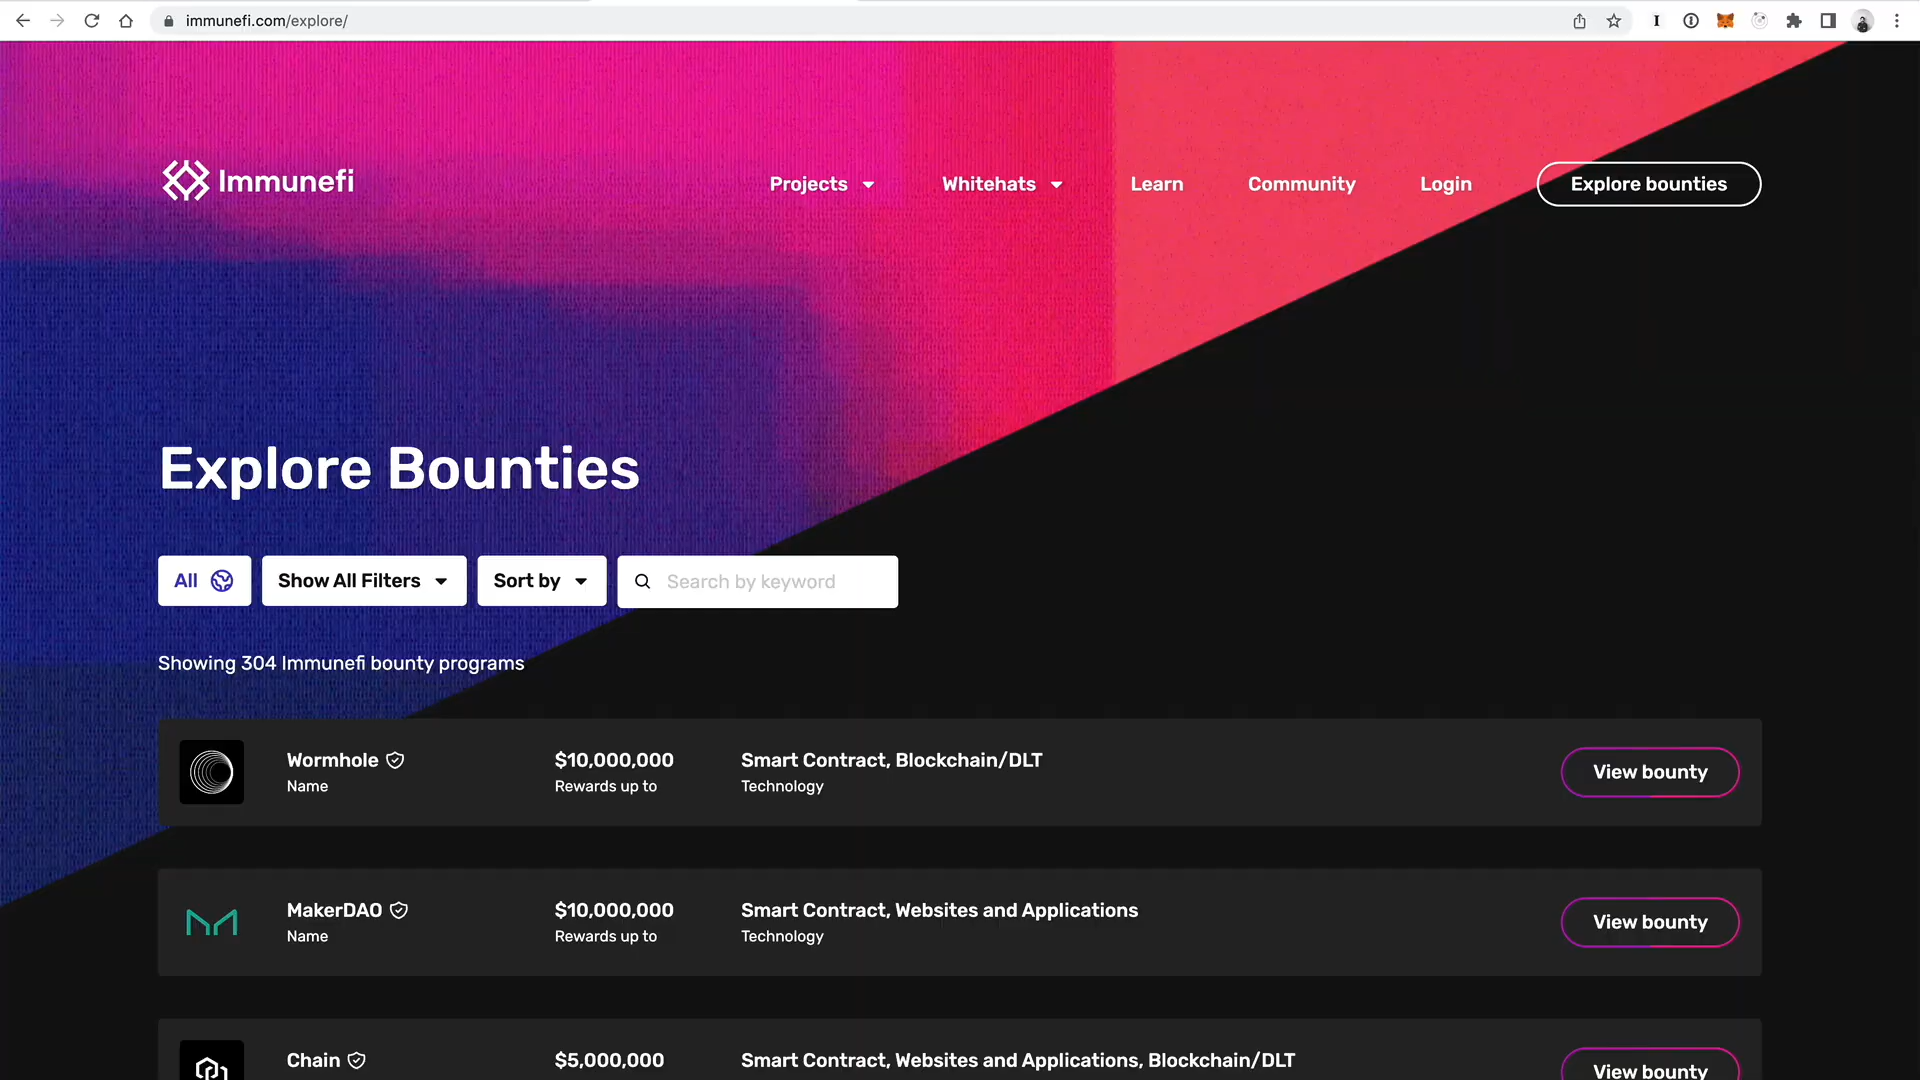 immunefi.com/explore/
Immunefi
Projects
Whitehats
Learn
Community
Login
Explore bounties
Explore Bounties
All
Show All Filters
Sort by
Search by keyword
Showing 304 Immunefi bounty programs
Wormhole
Name
$10,000,000
Rewards up to
Smart Contract, Blockchain/DLT
Technology
View bounty
MakerDAO
Name
$10,000,000
Rewards up to
Smart Contract, Websites and Applications
Technology
View bounty
Chain
$5,000,000
Smart Contract, Websites and Applications, Blockchain/DLT
View bounty